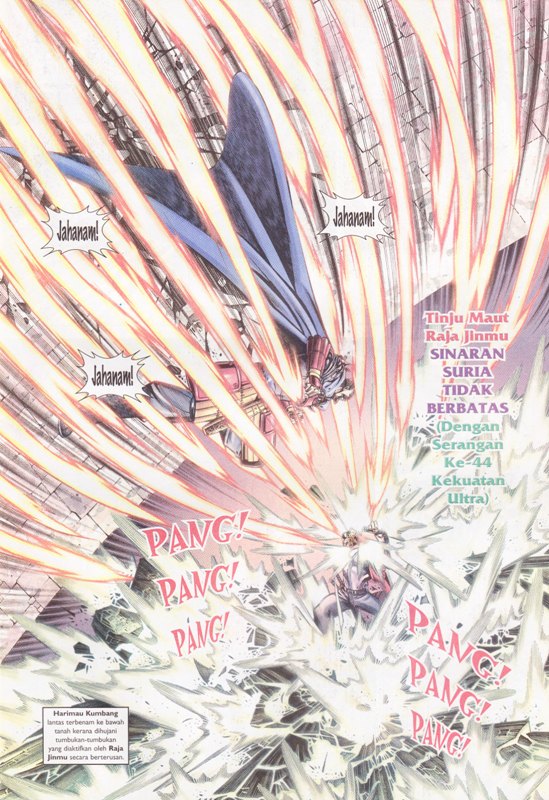 Jahanam!
Jahanam!
Jahanam!
Tinju Maut
Raja Jinmu
SINARAN
SURIA
TIDAK
BERBATAS
(Dengan
Serangan
Ke-44
Kekuatan
Ultra)
PANG!
PANG!
PANG!
PANG!
PANG!
PANG!
Harimau Kumbang
lantas terbenam ke bawah
tanah kerana dihujani
tumbukan-tumbukan
yang diaktifkan oleh Raja
Jinmu secara berterusan.